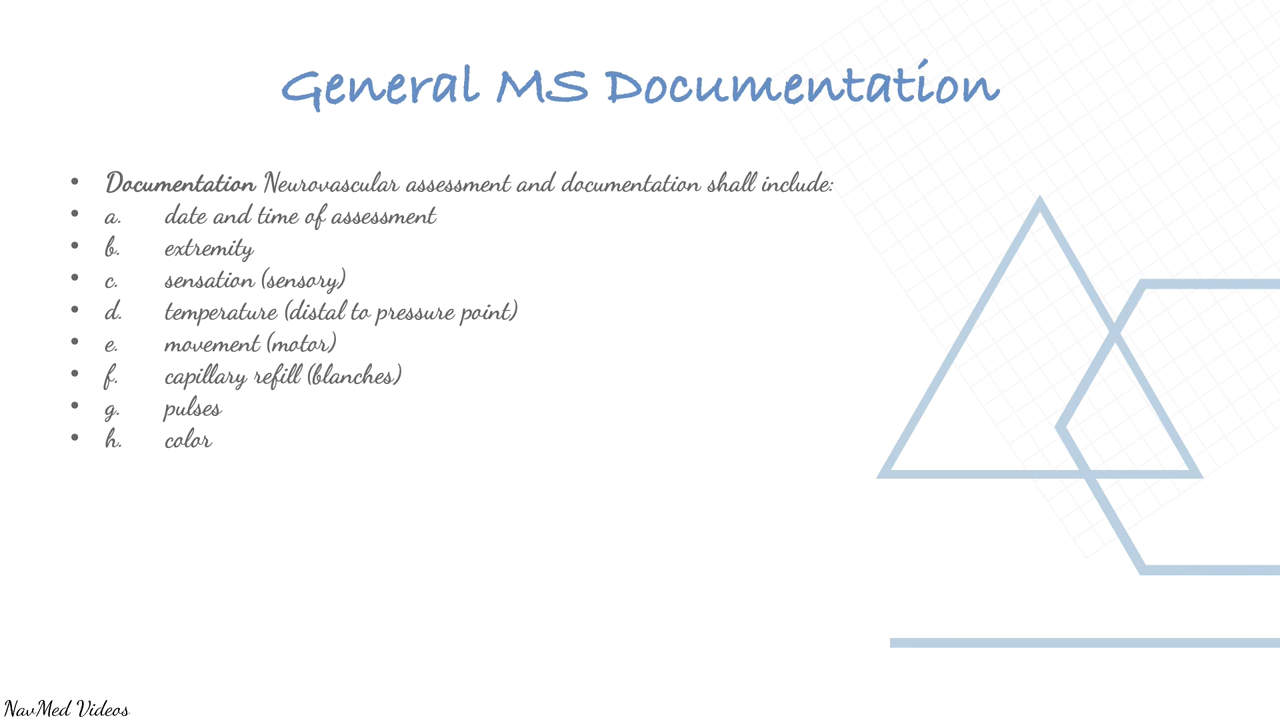 General MS Documentation
• Documentation Neurovascular assessment and documentation shall include:
• a. date and time of assessment
• b. extremity
• c. sensation (sensory)
• d. temperature (distal to pressure point)
• e. movement (motor)
• f. capillary refill (blanches)
• g. pulses
• h. color
NavMed Videos